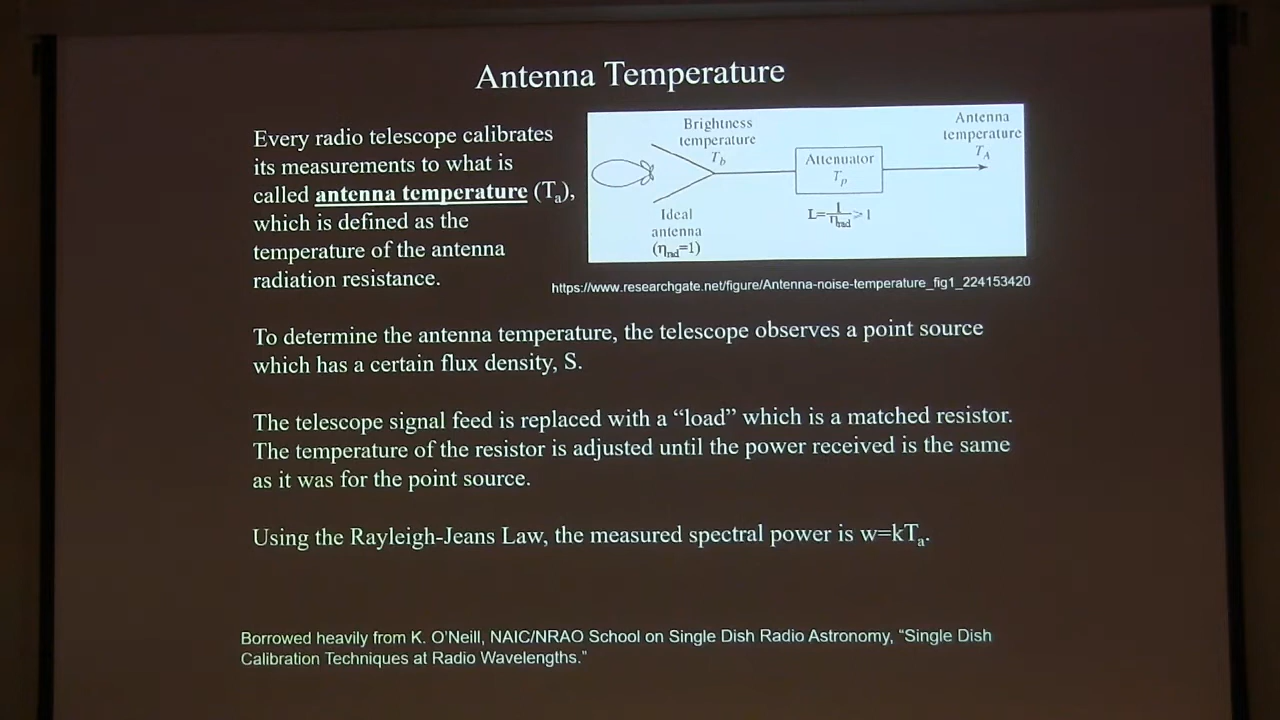 Antenna Temperature
Every radio telescope calibrates
its measurements to what is
called antenna temperature (Ta),
which is defined as the
temperature of the antenna
radiation resistance.
Brightness
temperature
Tb
Ideal
antenna
(ηrad=1)
Attenuator
Tp
L=1/ηrad>1
Antenna
temperature
TA
https://www.researchgate.net/figure/Antenna-noise-temperature_fig1_224153420
To determine the antenna temperature, the telescope observes a point source
which has a certain flux density, S.
The telescope signal feed is replaced with a “load” which is a matched resistor.
The temperature of the resistor is adjusted until the power received is the same
as it was for the point source.
Using the Rayleigh-Jeans Law, the measured spectral power is w=kTa.
Borrowed heavily from K. O’Neill, NAIC/NRAO School on Single Dish Radio Astronomy, “Single Dish
Calibration Techniques at Radio Wavelengths.”